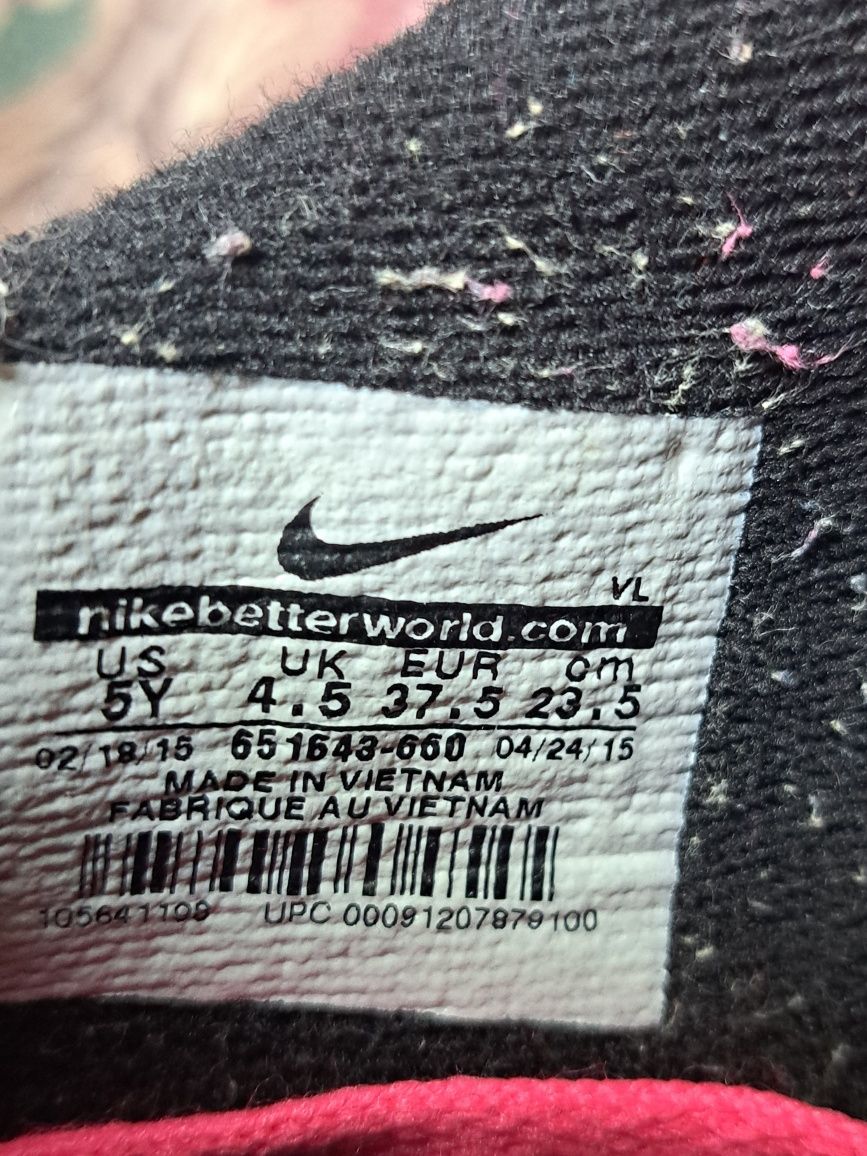 VL
nikebetterworld.com
US UK EUR cm
5Y 4.5 37.5 23.5
02/18/15 651643-660 04/24/15
MADE IN VIETNAM
FABRIQUE AU VIETNAM
105641109 UPC 00091207879100